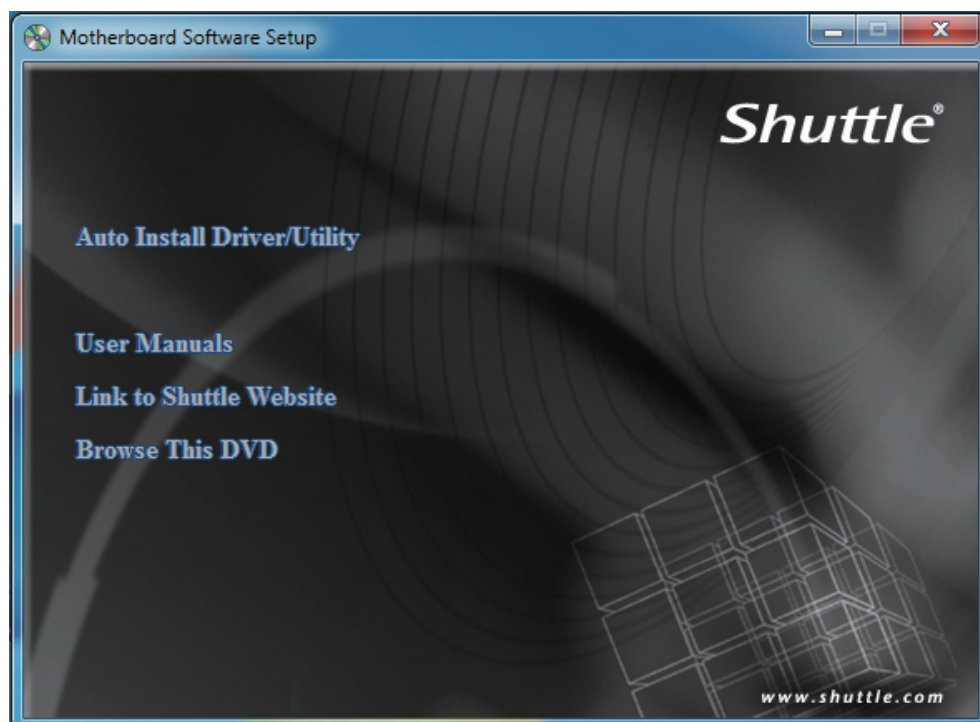 Motherboard Software Setup
Shuttle®
Auto Install Driver/Utility
User Manuals
Link to Shuttle Website
Browse This DVD
www.shuttle.com